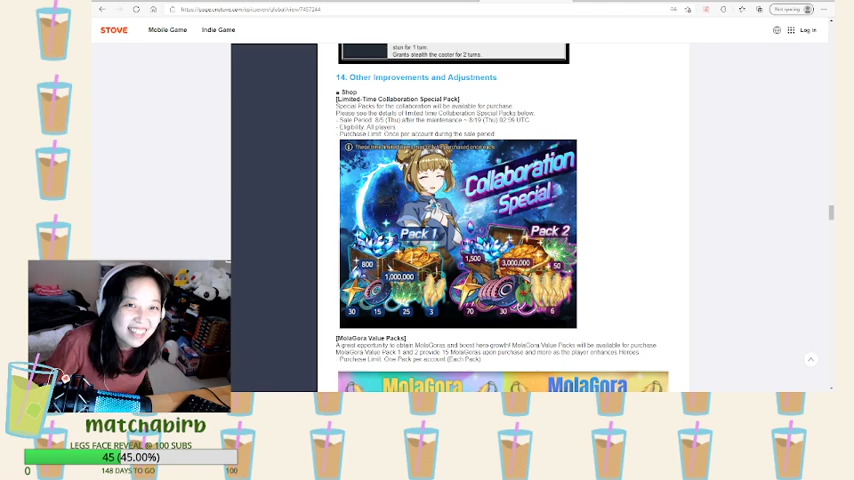 https://page.onstove.com/epicseven/global/view/7457244
Not syncing
STOVE
Mobile Game
Indie Game
Log in
stun for 1 turn.
Grants stealth the caster for 2 turns.
14. Other Improvements and Adjustments
■ Shop
[Limited-Time Collaboration Special Pack]
Special Packs for the collaboration will be available for purchase.
Please see the details of limited time Collaboration Special Packs below.
- Sale Period: 8/5 (Thu) after the maintenance ~ 8/19 (Thu) 02:59 UTC
- Eligibility: All players
- Purchase Limit: Once per account during the sale period
Collaboration
Special
Pack 1
Pack 2
800
1,000,000
1,500
3,000,000
50
30
15
25
3
70
30
6
[MolaGora Value Packs]
A great opportunity to obtain MolaGoras and boost hero growth! MolaGora Value Packs will be available for purchase.
MolaGora Value Pack 1 and 2 provide 15 MolaGoras upon purchase and more as the player enhances Heroes.
- Purchase Limit: One Pack per account (Each Pack)
MolaGora
MolaGora
matchabirb
LEGS FACE REVEAL @ 100 SUBS
45 (45.00%)
0
148 DAYS TO GO
100